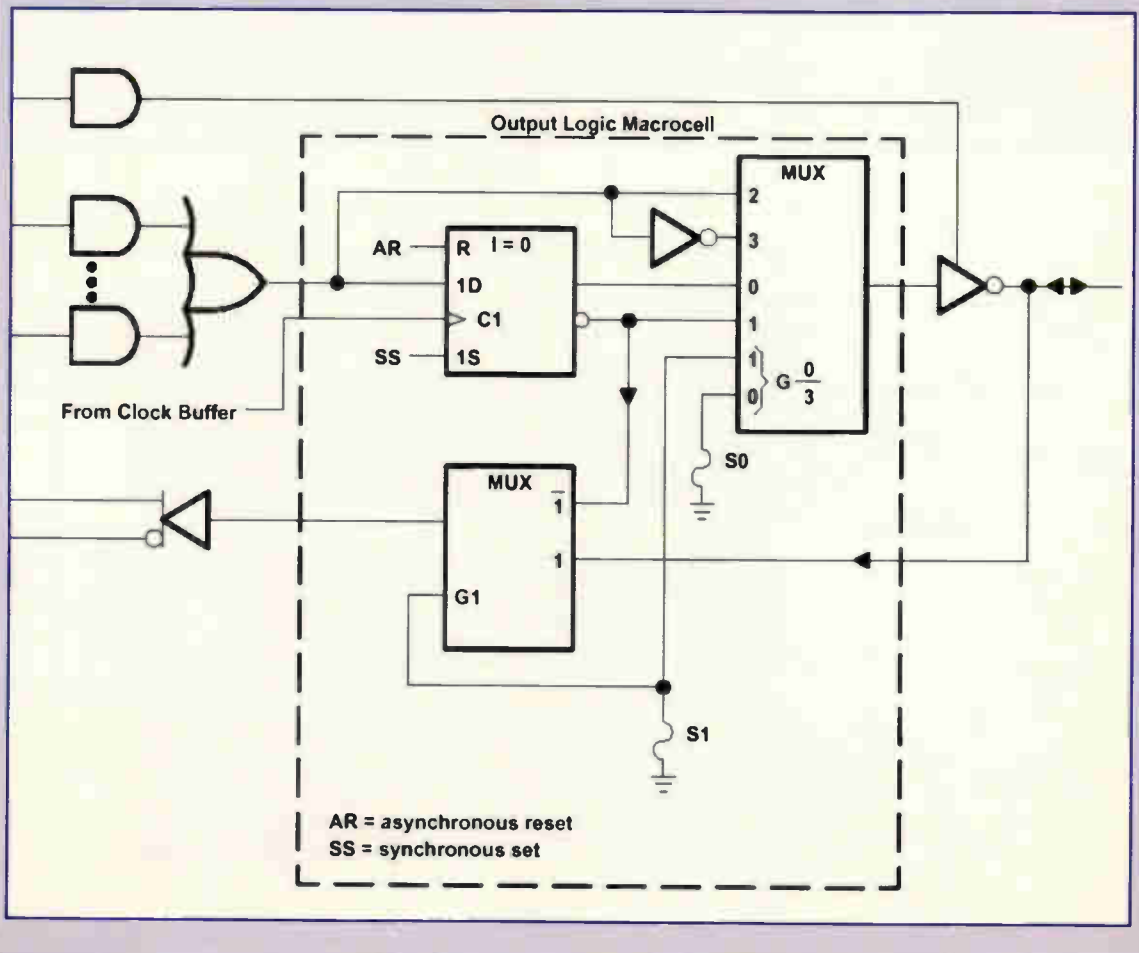 Output Logic Macrocell
MUX
2
3
0
1
1
0
G 0/3
AR
R
I = 0
1D
C1
SS
1S
From Clock Buffer
S0
MUX
1̅
1
G1
S1
AR = asynchronous reset
SS = synchronous set